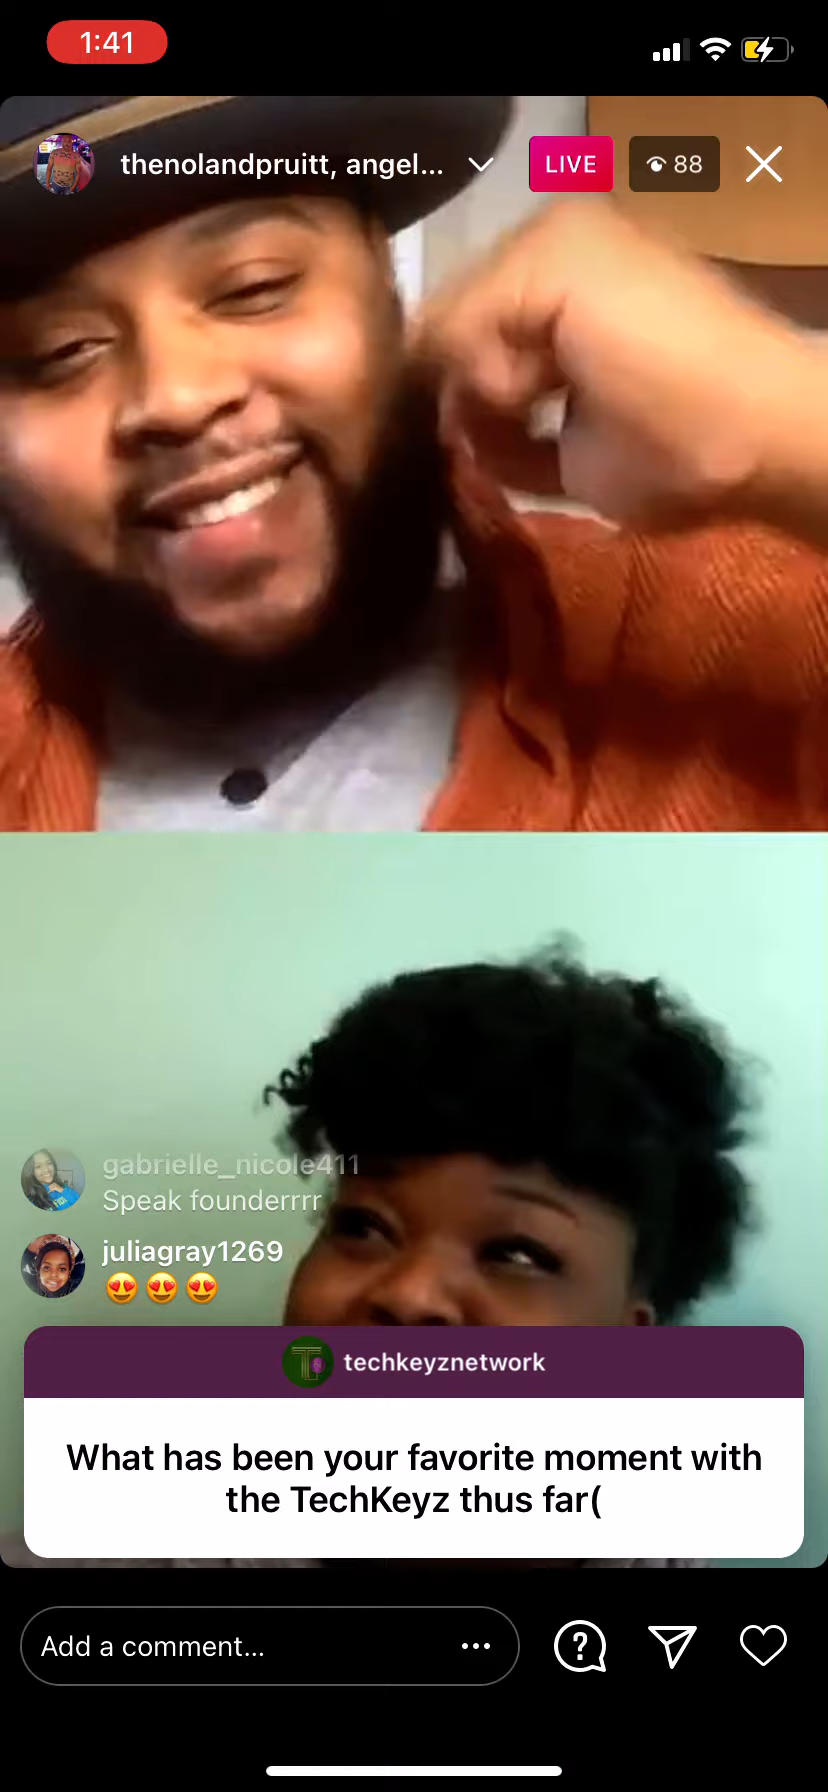 1:41
thenolandpruitt, angel...
LIVE
88
gabrielle_nicole411
Speak founderrrr
juliagray1269
😍😍😍
techkeyznetwork
What has been your favorite moment with
the TechKeyz thus far(
Add a comment...